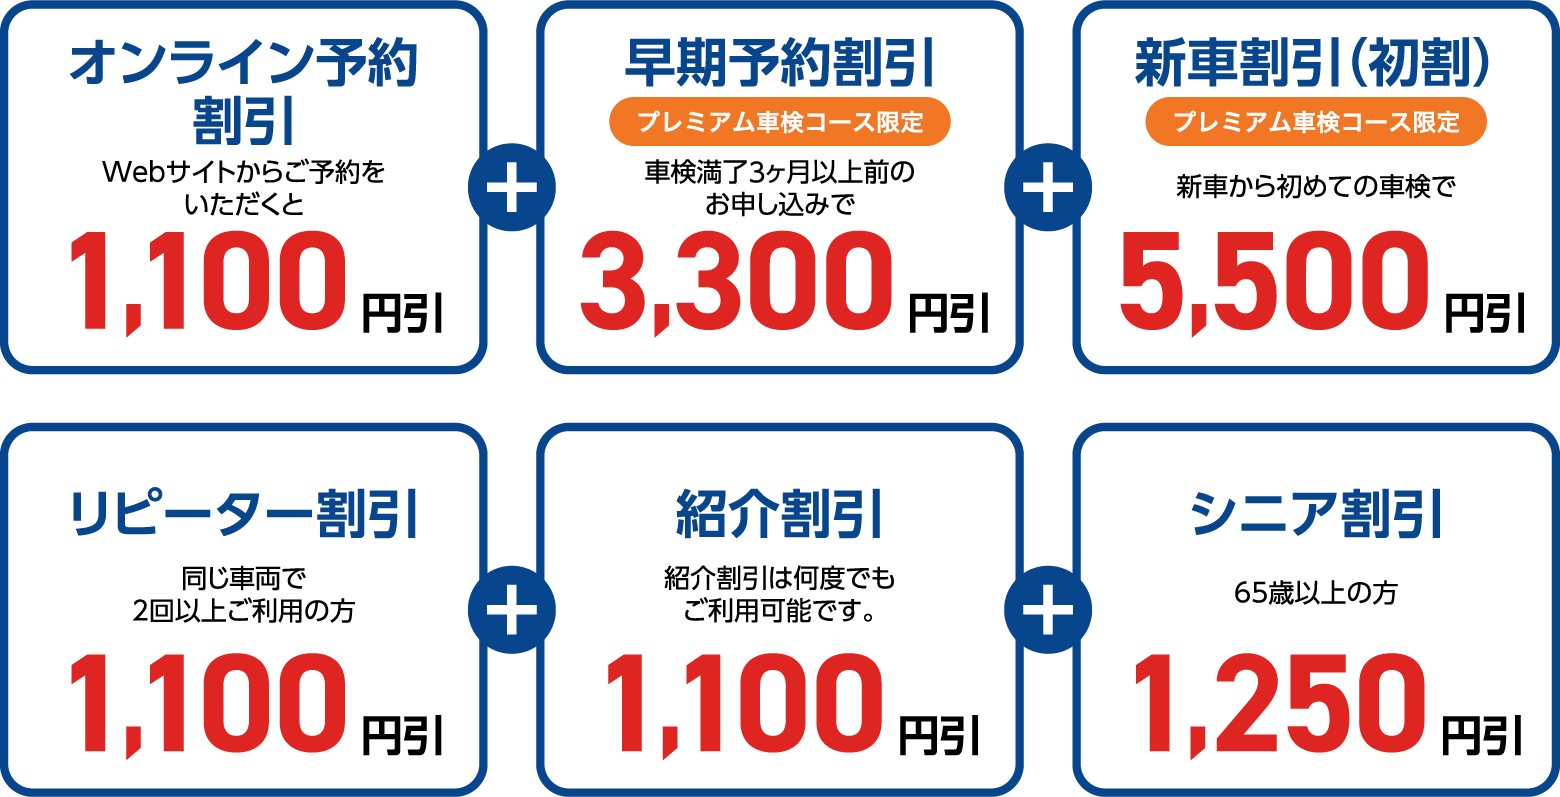 オンライン予約
割引
Webサイトからご予約を
いただくと
1,100円引
早期予約割引
プレミアム車検コース限定
車検満了3ヶ月以上前の
お申し込みで
3,300円引
新車割引(初割)
プレミアム車検コース限定
新車から初めての車検で
5,500円引
リピーター割引
同じ車両で
2回以上ご利用の方
1,100円引
紹介割引
紹介割引は何度でも
ご利用可能です。
1,100円引
シニア割引
65歳以上の方
1,250円引